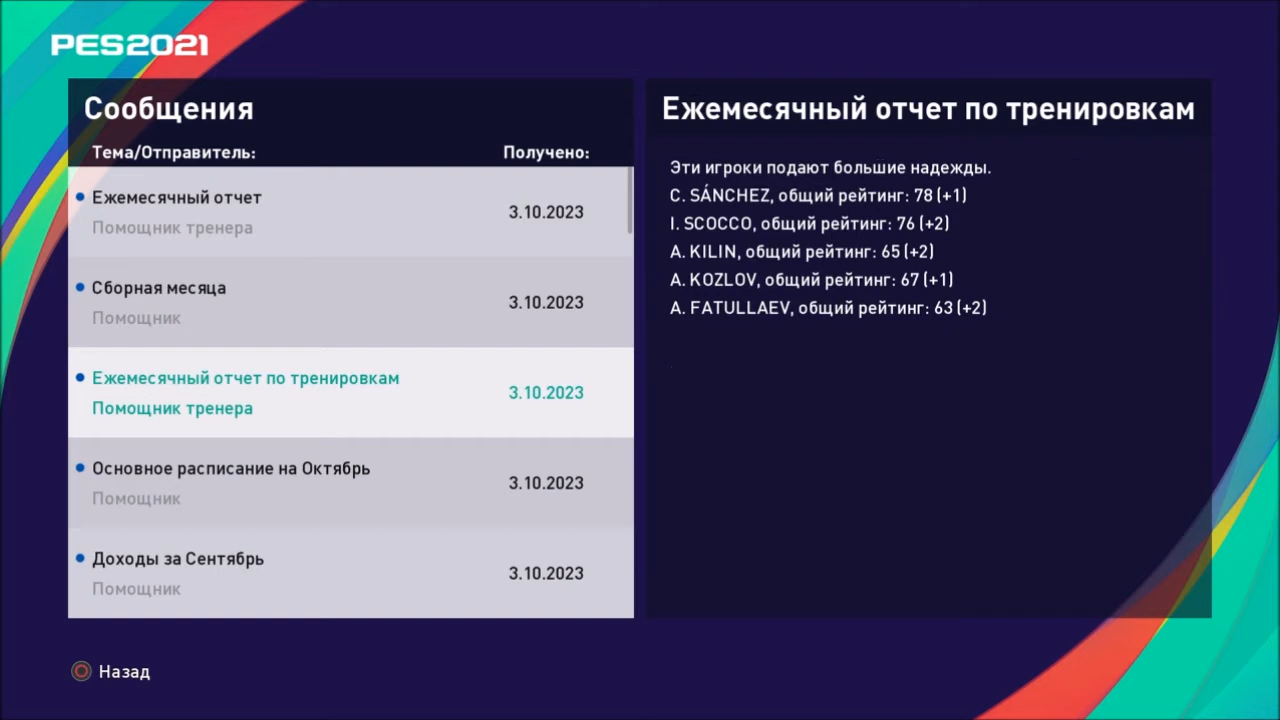 PES2021
Сообщения
Тема/Отправитель: Получено:
Ежемесячный отчет
Помощник тренера
3.10.2023
Сборная месяца
Помощник
3.10.2023
Ежемесячный отчет по тренировкам
Помощник тренера
3.10.2023
Основное расписание на Октябрь
Помощник
3.10.2023
Доходы за Сентябрь
Помощник
3.10.2023
Ежемесячный отчет по тренировкам
Эти игроки подают большие надежды.
C. SÁNCHEZ, общий рейтинг: 78 (+1)
I. SCOCCO, общий рейтинг: 76 (+2)
A. KILIN, общий рейтинг: 65 (+2)
A. KOZLOV, общий рейтинг: 67 (+1)
A. FATULLAEV, общий рейтинг: 63 (+2)
Назад